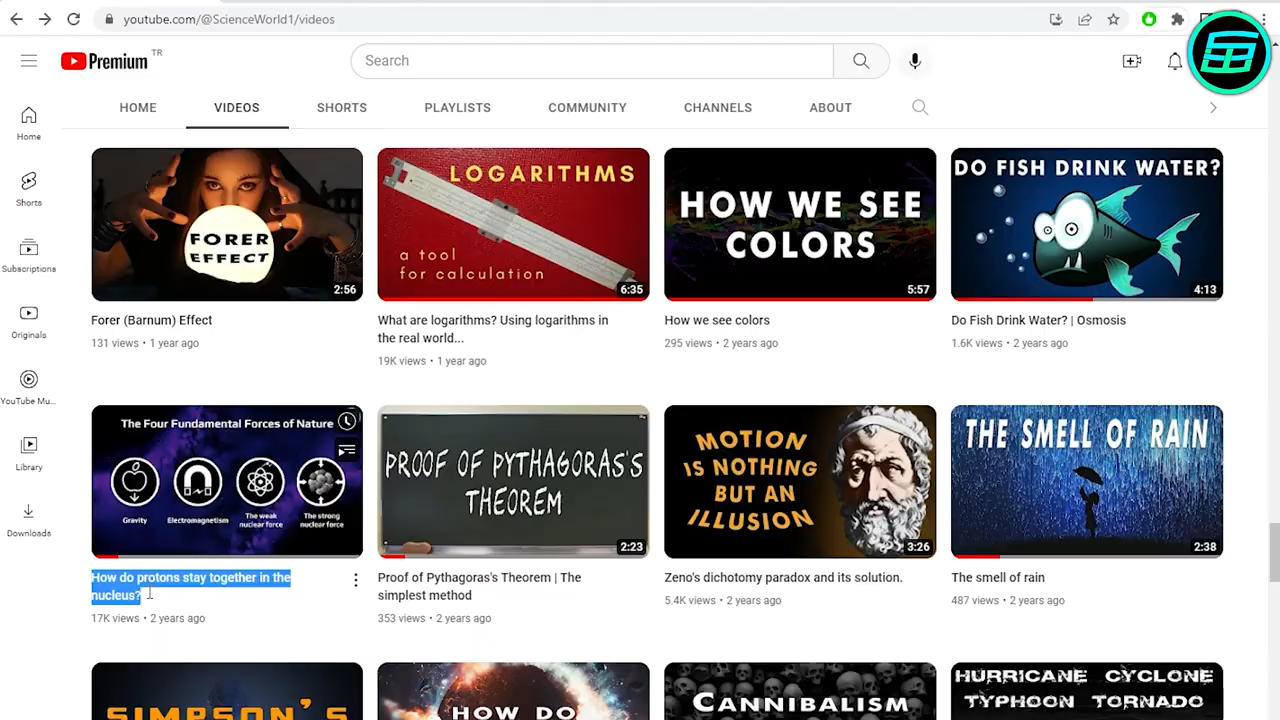 youtube.com/@ScienceWorld1/videos
Premium TR
Search
HOME VIDEOS SHORTS PLAYLISTS COMMUNITY CHANNELS ABOUT
Home
Shorts
Subscriptions
Originals
YouTube Mu...
Library
Downloads
FORER
EFFECT
2:56
Forer (Barnum) Effect
131 views • 1 year ago
LOGARITHMS
a tool
for calculation
6:35
What are logarithms? Using logarithms in
the real world...
19K views • 1 year ago
HOW WE SEE
COLORS
5:57
How we see colors
295 views • 2 years ago
DO FISH DRINK WATER?
4:13
Do Fish Drink Water? | Osmosis
1.6K views • 2 years ago
The Four Fundamental Forces of Nature
Gravity
Electromagnetism
The weak
nuclear force
The strong
nuclear force
How do protons stay together in the
nucleus?
17K views • 2 years ago
PROOF OF PYTHAGORAS'S
THEOREM
2:23
Proof of Pythagoras's Theorem | The
simplest method
353 views • 2 years ago
MOTION
IS NOTHING
BUT AN
ILLUSION
3:26
Zeno's dichotomy paradox and its solution.
5.4K views • 2 years ago
THE SMELL OF RAIN
2:38
The smell of rain
487 views • 2 years ago
SIMPSON'S
HOW DO
CANNIBALISM
HURRICANE CYCLONE
TYPHOON TORNADO